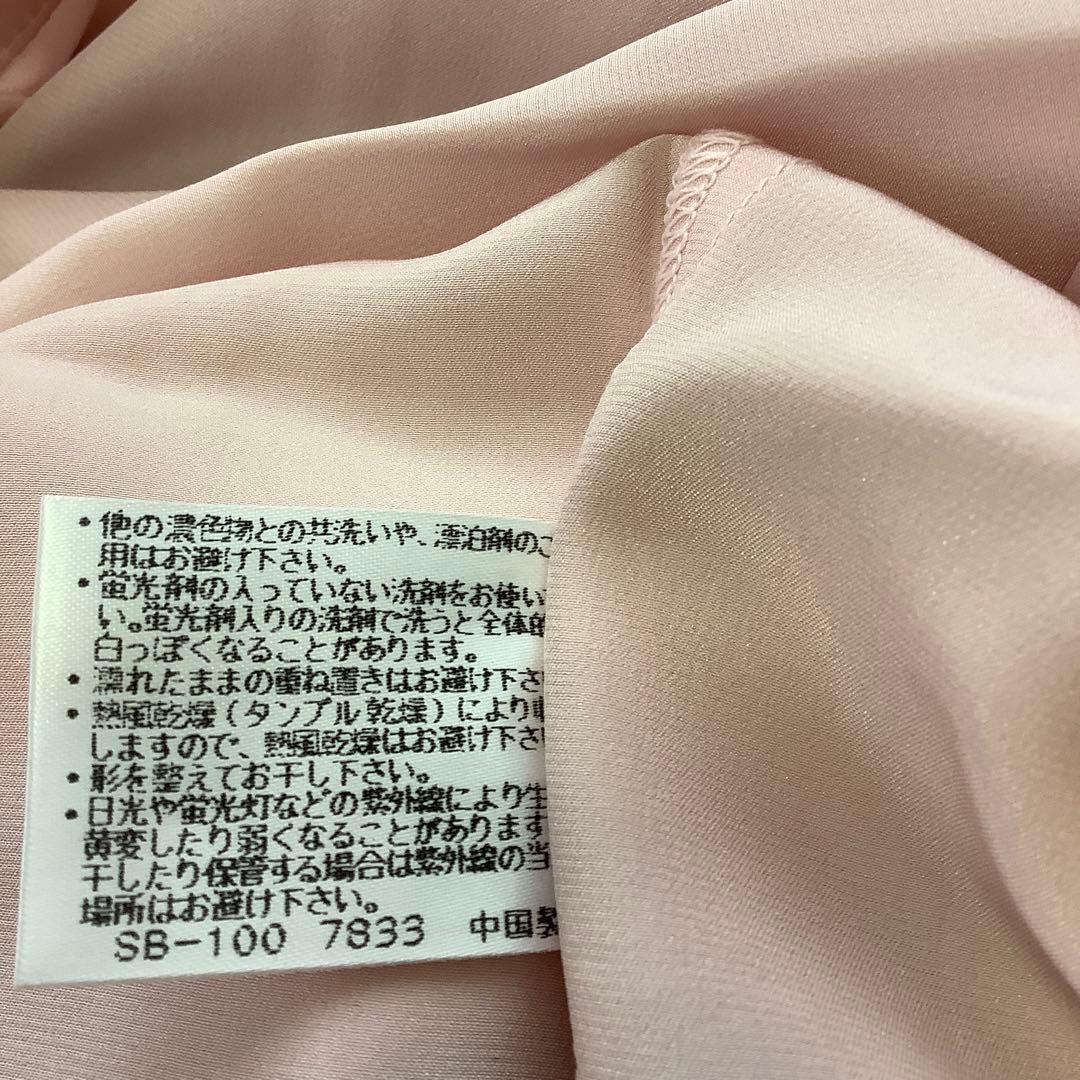 ・他の濃色物との共洗いや、漂泊剤のご
用はお避け下さい。
・蛍光剤の入っていない洗剤をお使い
い。蛍光剤入りの洗剤で洗うと全体的
白っぽくなることがあります。
・濡れたままの重ね置きはお避け下さ
・熱風乾燥(タンブル乾燥)により収
しますので、熱風乾燥はお避け下さ
・形を整えてお干し下さい。
・日光や蛍光灯などの紫外線により生
黄変したり弱くなることがあります
干したり保管する場合は紫外線の当
場所はお避け下さい。
SB-100 7833 中国製